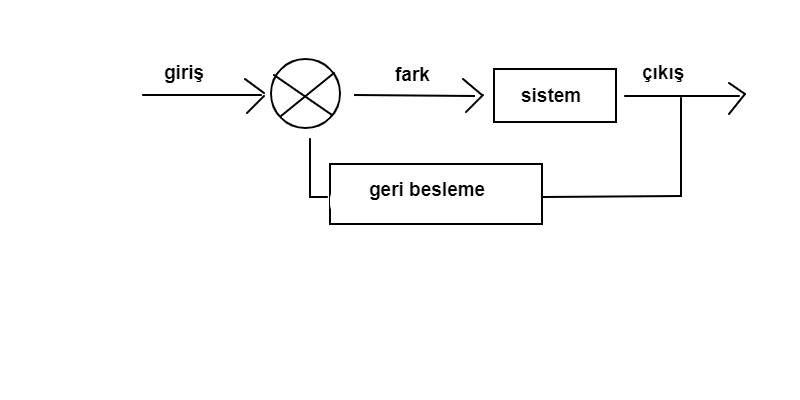 giriş
fark
sistem
çıkış
geri besleme